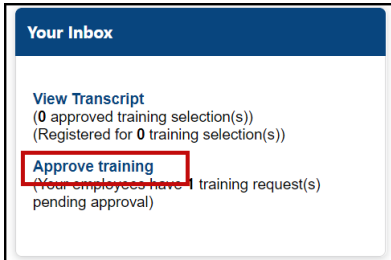 Your Inbox
View Transcript
(0 approved training selection(s))
(Registered for 0 training selection(s))
Approve training
(Your employees have 1 training request(s)
pending approval)